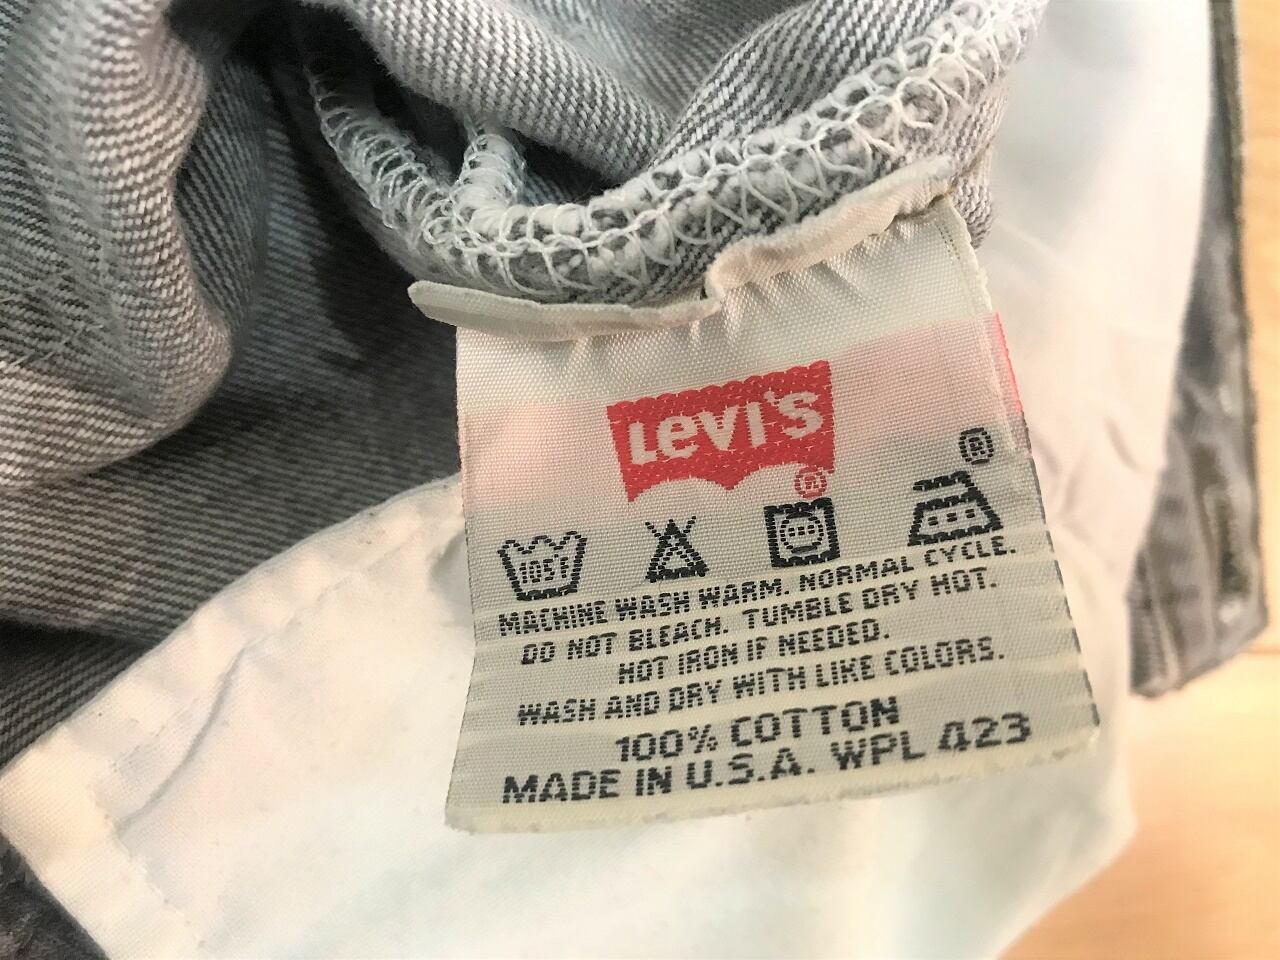 LEVI'S
®
®
105F
MACHINE WASH WARM. NORMAL CYCLE.
DO NOT BLEACH. TUMBLE DRY HOT.
HOT IRON IF NEEDED.
WASH AND DRY WITH LIKE COLORS.
100% COTTON
MADE IN U.S.A. WPL 423